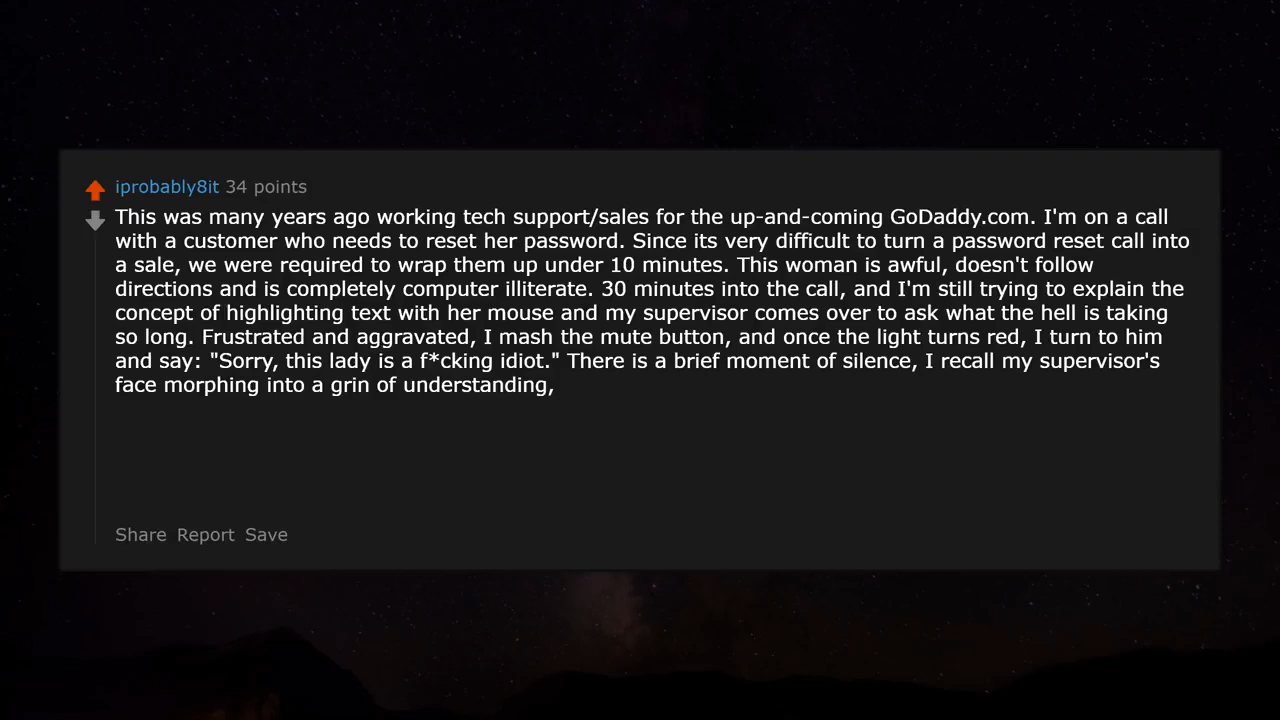 iprobably8it 34 points
This was many years ago working tech support/sales for the up-and-coming GoDaddy.com. I'm on a call
with a customer who needs to reset her password. Since its very difficult to turn a password reset call into
a sale, we were required to wrap them up under 10 minutes. This woman is awful, doesn't follow
directions and is completely computer illiterate. 30 minutes into the call, and I'm still trying to explain the
concept of highlighting text with her mouse and my supervisor comes over to ask what the hell is taking
so long. Frustrated and aggravated, I mash the mute button, and once the light turns red, I turn to him
and say: "Sorry, this lady is a f*cking idiot." There is a brief moment of silence, I recall my supervisor's
face morphing into a grin of understanding,
Share Report Save